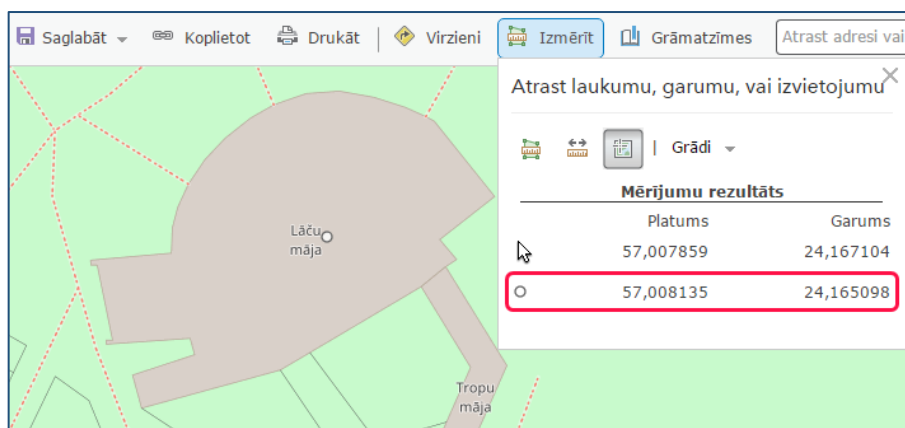 Saglabāt Koplietot Drukāt | Virzieni Izmērīt Grāmatzīmes Atrast adresi vai
Atrast laukumu, garumu, vai izvietojumu
| Grādi
Mērījumu rezultāts
Platums Garums
57,007859 24,167104
57,008135 24,165098
Lāču
māja
Tropu
māja